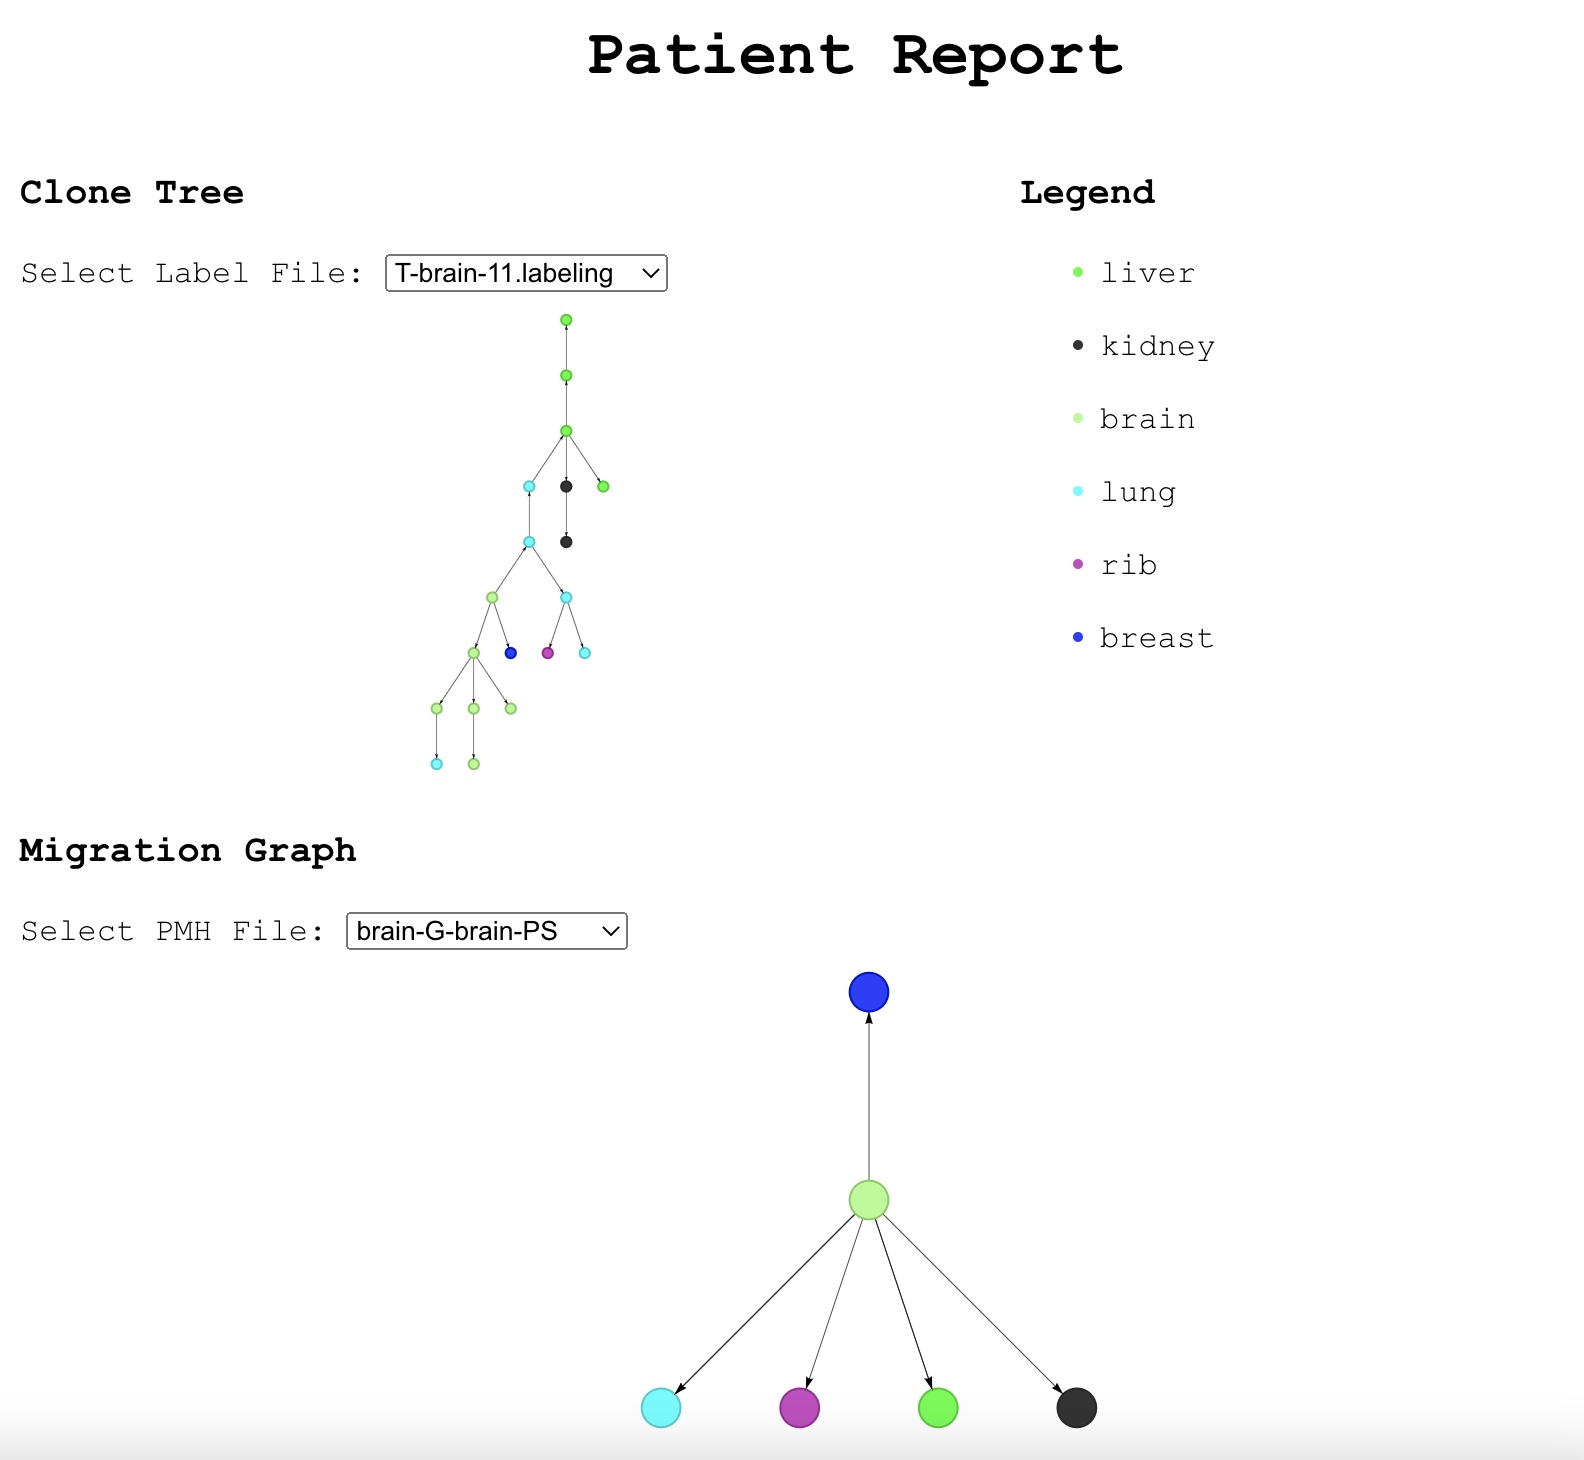 Patient Report
Clone Tree
Select Label File: T-brain-11.labeling
Legend
liver
kidney
brain
lung
rib
breast
Migration Graph
Select PMH File: brain-G-brain-PS